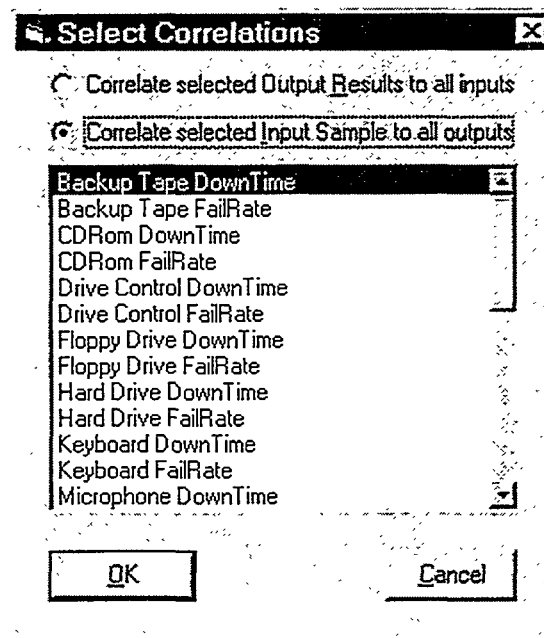 Select Correlations
Correlate selected Output Results to all inputs
Correlate selected Input Sample to all outputs
Backup Tape DownTime
Backup Tape FailRate
CDRom DownTime
CDRom FailRate
Drive Control DownTime
Drive Control FailRate
Floppy Drive DownTime
Floppy Drive FailRate
Hard Drive DownTime
Hard Drive FailRate
Keyboard DownTime
Keyboard FailRate
Microphone DownTime
OK
Cancel